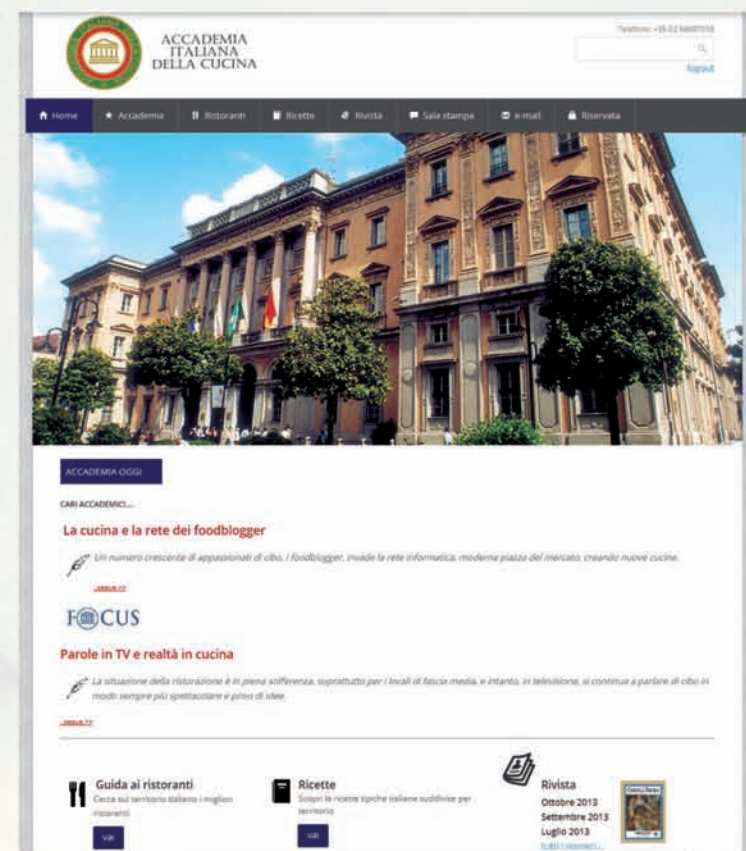 ACCADEMIA
ITALIANA
DELLA CUCINA
Home
Accademia
Ristoranti
Ricette
Rivista
Sala stampa
e-mail
Riservata
ACCADEMIA OGGI
CARI ACCADEMICI...
La cucina e la rete dei foodblogger
Un numero crescente di appassionati di cibo, i foodblogger, invade la rete informatica, moderna piazza del mercato, creando nuove cucine.
FOCUS
Parole in TV e realtà in cucina
La situazione della ristorazione è in piena sofferenza, soprattutto per i locali di fascia media, e intanto, in televisione, si continua a parlare di cibo in
modo sempre più spettacolare e privo di idee.
Guida ai ristoranti
Cerca sul territorio italiano i migliori
ristoranti
vai
Ricette
Scopri le ricette tipiche italiane suddivise per
territorio
vai
Rivista
Ottobre 2013
Settembre 2013
Luglio 2013
tutti i numeri...